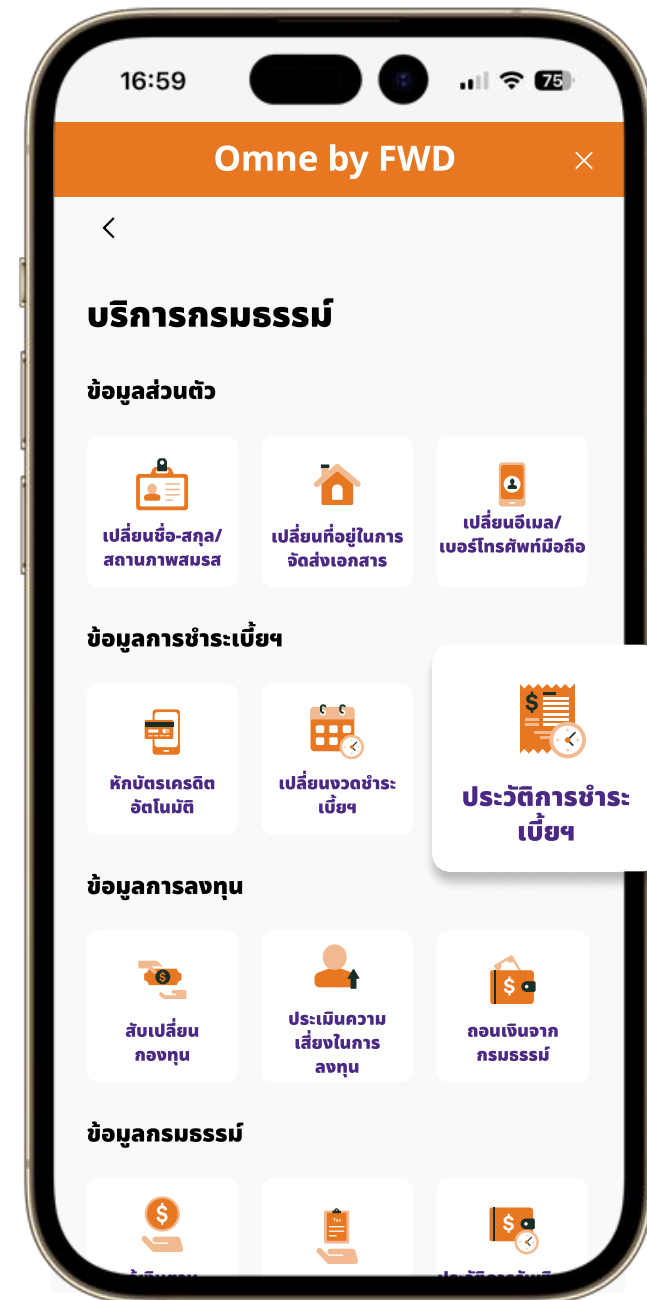 16:59
75
Omne by FWD
บริการกรมธรรม์
ข้อมูลส่วนตัว
เปลี่ยนชื่อ-สกุล/
สถานภาพสมรส
เปลี่ยนที่อยู่ในการ
จัดส่งเอกสาร
เปลี่ยนอีเมล/
เบอร์โทรศัพท์มือถือ
ข้อมูลการชำระเบี้ยฯ
หักบัตรเครดิต
อัตโนมัติ
เปลี่ยนงวดชำระ
เบี้ยฯ
$
ประวัติการชำระ
เบี้ยฯ
ข้อมูลการลงทุน
$
สับเปลี่ยน
กองทุน
ประเมินความ
เสี่ยงในการ
ลงทุน
$
ถอนเงินจาก
กรมธรรม์
ข้อมูลกรมธรรม์
$
Tax
$